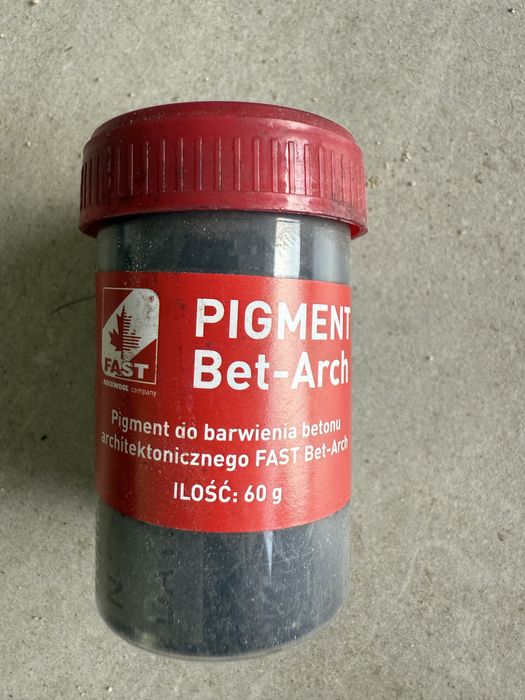 PIGMENT
Bet-Arch
FAST
ROCKWOOL company
Pigment do barwienia betonu
architektonicznego FAST Bet-Arch
ILOŚĆ: 60 g